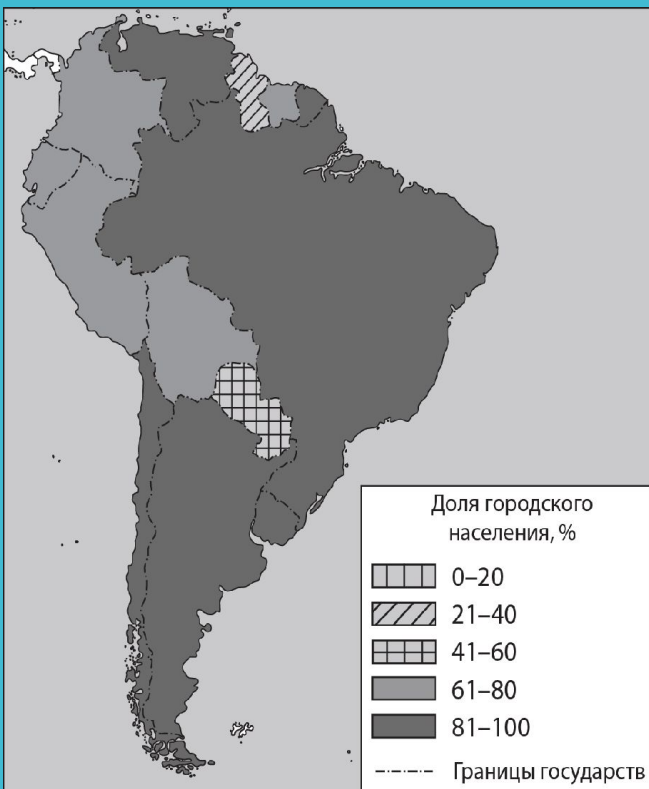 Доля городского
населения, %
0–20
21–40
41–60
61–80
81–100
Границы государств